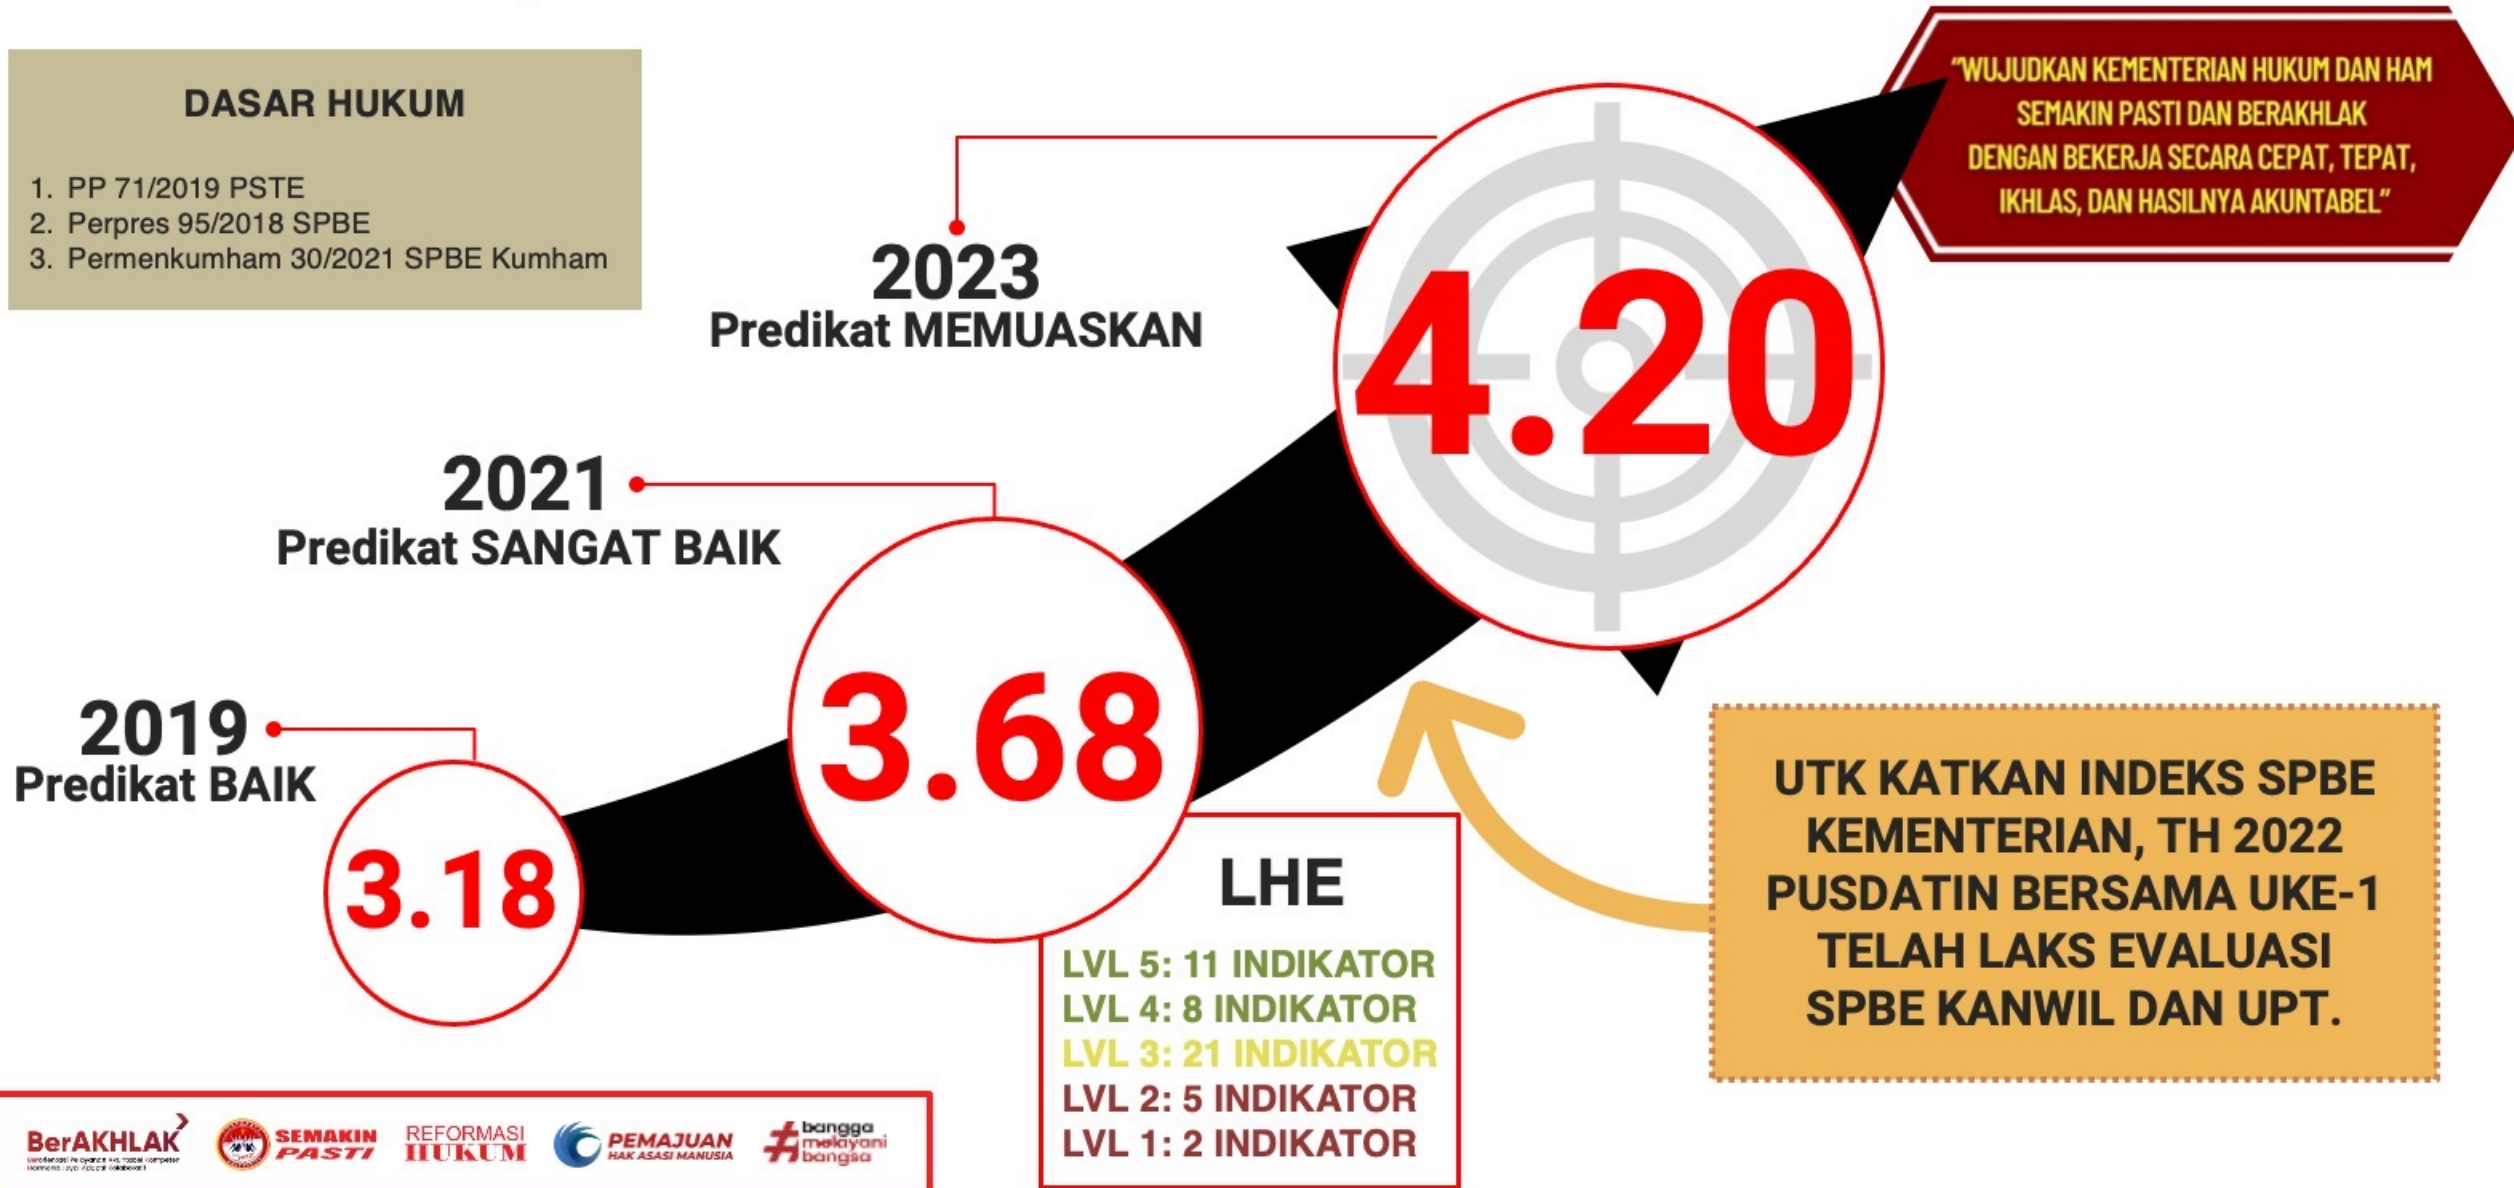 DASAR HUKUM
1. PP 71/2019 PSTE
2. Perpres 95/2018 SPBE
3. Permenkumham 30/2021 SPBE Kumham
"WUJUDKAN KEMENTERIAN HUKUM DAN HAM
SEMAKIN PASTI DAN BERAKHLAK
DENGAN BEKERJA SECARA CEPAT, TEPAT,
IKHLAS, DAN HASILNYA AKUNTABEL"
2023
Predikat MEMUASKAN
4.20
2021
Predikat SANGAT BAIK
3.68
2019
Predikat BAIK
3.18
LHE
LVL 5: 11 INDIKATOR
LVL 4: 8 INDIKATOR
LVL 3: 21 INDIKATOR
LVL 2: 5 INDIKATOR
LVL 1: 2 INDIKATOR
UTK KATKAN INDEKS SPBE
KEMENTERIAN, TH 2022
PUSDATIN BERSAMA UKE-1
TELAH LAKS EVALUASI
SPBE KANWIL DAN UPT.
BerAKHLAK
SEMAKIN
PASTI
REFORMASI
HUKUM
PEMAJUAN
HAK ASASI MANUSIA
#bangga
melayani
bangsa